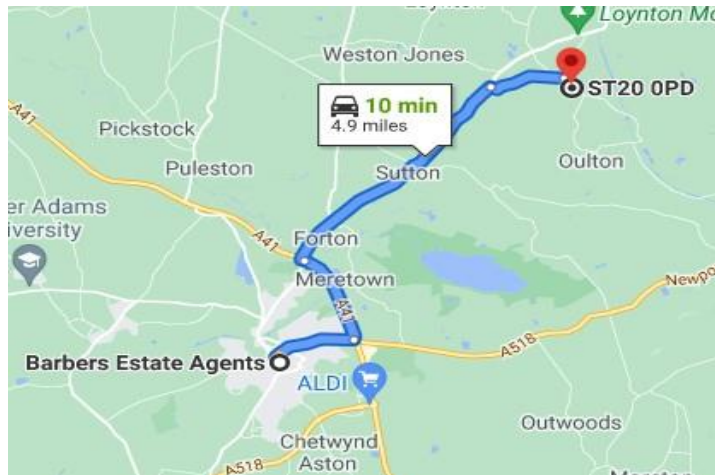 Loynton
Loynton Mo
Weston Jones
ST20 0PD
10 min
4.9 miles
A41
Pickstock
Puleston
Sutton
Oulton
er Adams
iversity
A41
Forton
Meretown
A41
Newpo
A518
Barbers Estate Agents
ALDI
Outwoods
Chetwynd
Aston
A518